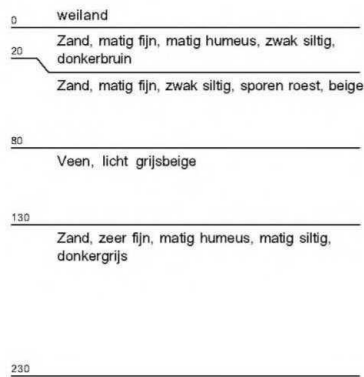 weiland
0
Zand, matig fijn, matig humeus, zwak siltig,
donkerbruin
20
Zand, matig fijn, zwak siltig, sporen roest, beige
80
Veen, licht grijsbeige
130
Zand, zeer fijn, matig humeus, matig siltig,
donkergrijs
230